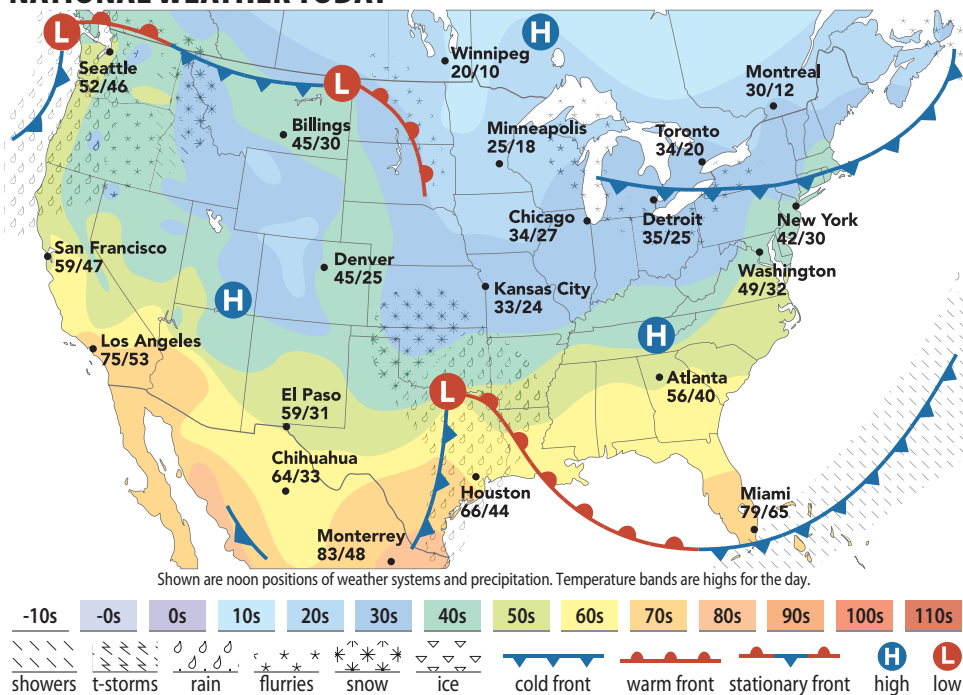 NATIONAL WEATHER TODAY
L
H
Seattle
52/46
Winnipeg
20/10
Montreal
30/12
L
Billings
45/30
Minneapolis
25/18
Toronto
34/20
Chicago
34/27
Detroit
35/25
New York
42/30
San Francisco
59/47
Denver
45/25
Washington
49/32
Kansas City
33/24
H
H
Los Angeles
75/53
Atlanta
56/40
L
El Paso
59/31
Chihuahua
64/33
Houston
66/44
Miami
79/65
Monterrey
83/48
Shown are noon positions of weather systems and precipitation. Temperature bands are highs for the day.
-10s -0s 0s 10s 20s 30s 40s 50s 60s 70s 80s 90s 100s 110s
H L
showers t-storms rain flurries snow ice cold front warm front stationary front high low